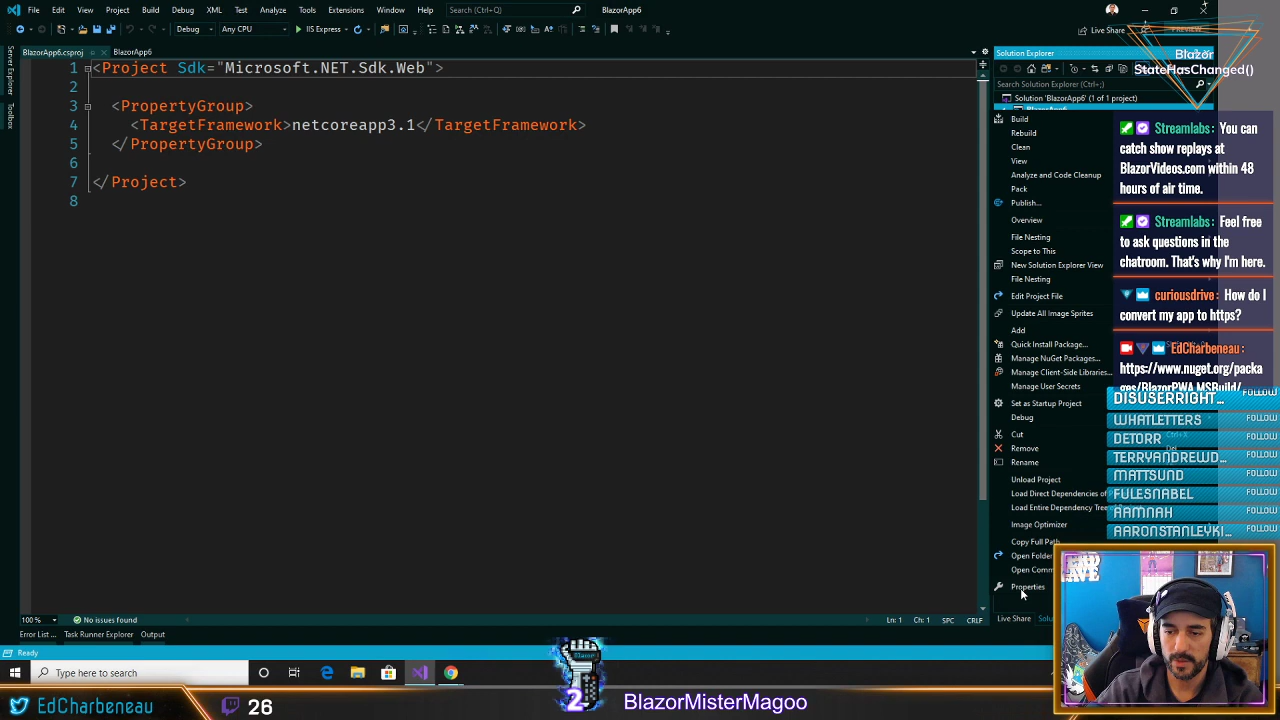 File Edit View Git Project Build Debug XML Test Analyze Tools Extensions Window Help Search (Ctrl+Q) BlazorApp6
Debug Any CPU IIS Express Live Share PREVIEW
BlazorApp6.csproj BlazorApp6
Server Explorer
Toolbox
1 <Project Sdk="Microsoft.NET.Sdk.Web">
2
3 <PropertyGroup>
4 <TargetFramework>netcoreapp3.1</TargetFramework>
5 </PropertyGroup>
6
7 </Project>
8
100 % No issues found Ln: 1 Ch: 1 SPC CRLF
Error List ... Task Runner Explorer Output
Ready
Solution Explorer
Search Solution Explorer (Ctrl+;)
Solution 'BlazorApp6' (1 of 1 project)
BlazorApp6
Build
Rebuild
Clean
View
Analyze and Code Cleanup
Pack
Publish...
Overview
File Nesting
Scope to This
New Solution Explorer View
File Nesting
Edit Project File
Update All Image Sprites
Add
Quick Install Package...
Manage NuGet Packages...
Manage Client-Side Libraries...
Manage User Secrets
Set as Startup Project
Debug
Cut
Remove
Rename
Unload Project
Load Direct Dependencies of
Load Entire Dependency Tree
Image Optimizer
Copy Full Path
Open Folder
Open Comm
Properties
Live Share
Blazor
StateHasChanged()
Streamlabs: You can
catch show replays at
BlazorVideos.com within 48
hours of air time.
Streamlabs: Feel free
to ask questions in the
chatroom. That's why I'm here.
curiousdrive: How do I
convert my app to https?
EdCharbeneau:
https://www.nuget.org/packa
ges/BlazorPWA.MSBuild/
DISUSERRIGHT... FOLLOW
WHATLETTERS FOLLOW
DETORR FOLLOW
TERRYANDREWD... FOLLOW
MATTSUND FOLLOW
FULESNABEL FOLLOW
AAMNAH FOLLOW
AARONSTANLEYKI... FOLLOW
Type here to search
EdCharbeneau 26 Blazor 2 BlazorMisterMagoo